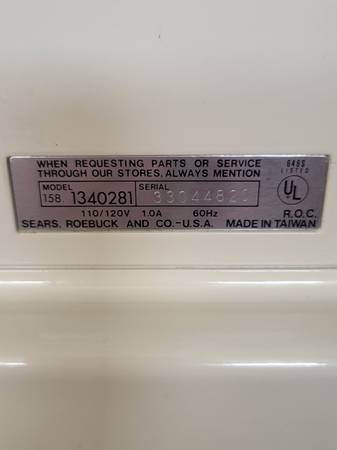 WHEN REQUESTING PARTS OR SERVICE
THROUGH OUR STORES, ALWAYS MENTION
649S
LISTED
MODEL
158. 1340281
SERIAL
UL
110/120V 1.0A 60Hz
R.O.C.
SEARS, ROEBUCK AND CO.-U.S.A. MADE IN TAIWAN